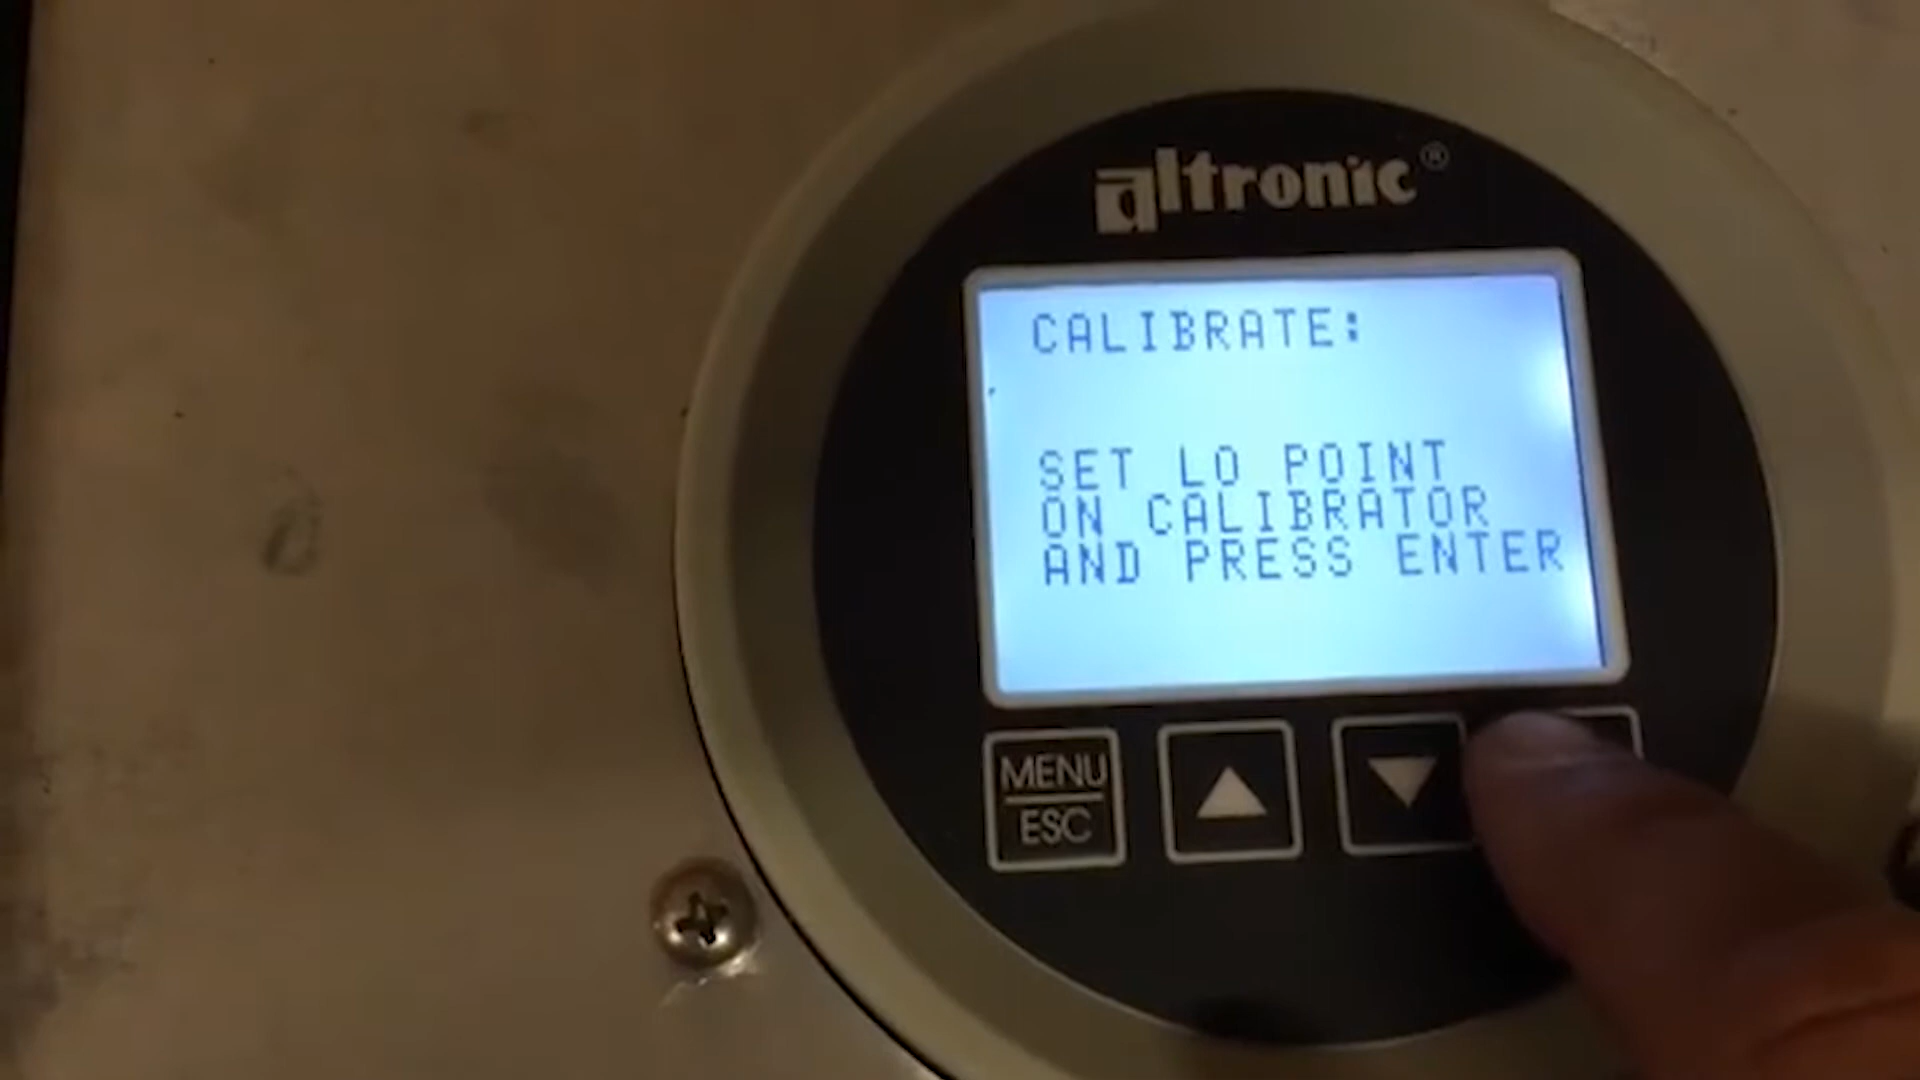 altronic®
CALIBRATE:
SET LO POINT
ON CALIBRATOR
AND PRESS ENTER
MENU
ESC